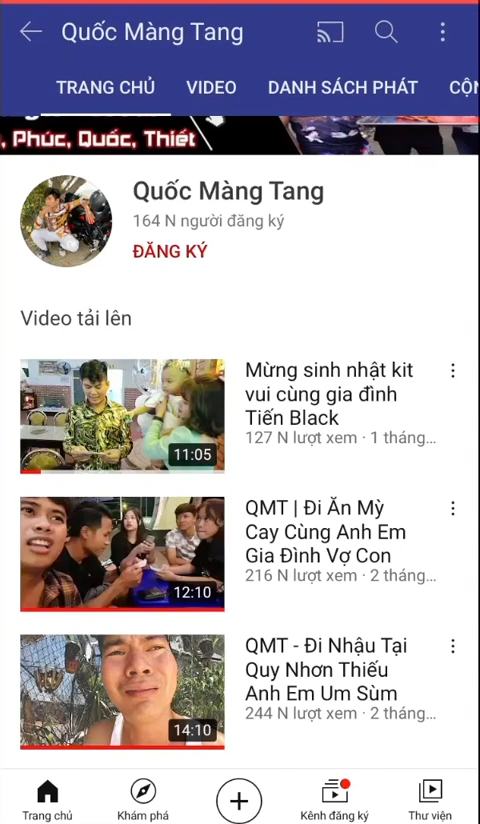 Quốc Màng Tang
TRANG CHỦ VIDEO DANH SÁCH PHÁT CỘN
, Phúc, Quốc, Thiết
Quốc Màng Tang
164 N người đăng ký
ĐĂNG KÝ
Video tải lên
Mừng sinh nhật kit
vui cùng gia đình
Tiến Black
127 N lượt xem · 1 tháng...
11:05
QMT | Đi Ăn Mỳ
Cay Cùng Anh Em
Gia Đình Vợ Con
216 N lượt xem · 2 tháng...
12:10
QMT - Đi Nhậu Tại
Quy Nhơn Thiếu
Anh Em Um Sùm
244 N lượt xem · 2 tháng...
14:10
Trang chủ Khám phá Kênh đăng ký Thư viện